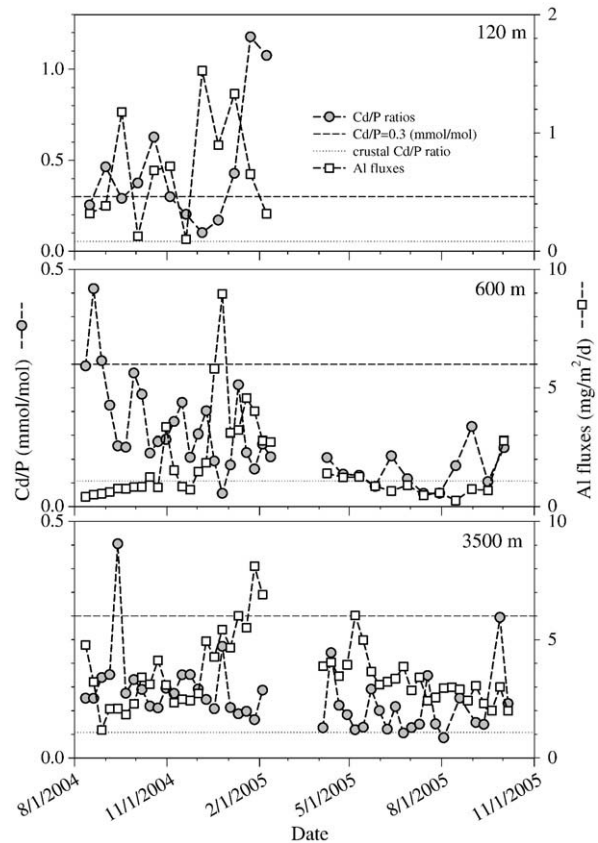 120 m
2
1.0
Cd/P ratios
Cd/P=0.3 (mmol/mol)
crustal Cd/P ratio
Al fluxes
1
0.5
0.0
0
0.5
600 m
10
5
0.0
0
0.5
3500 m
10
5
0.0
0
Cd/P (mmol/mol)
Al fluxes (mg/m²/d)
8/1/2004
11/1/2004
2/1/2005
5/1/2005
8/1/2005
11/1/2005
Date